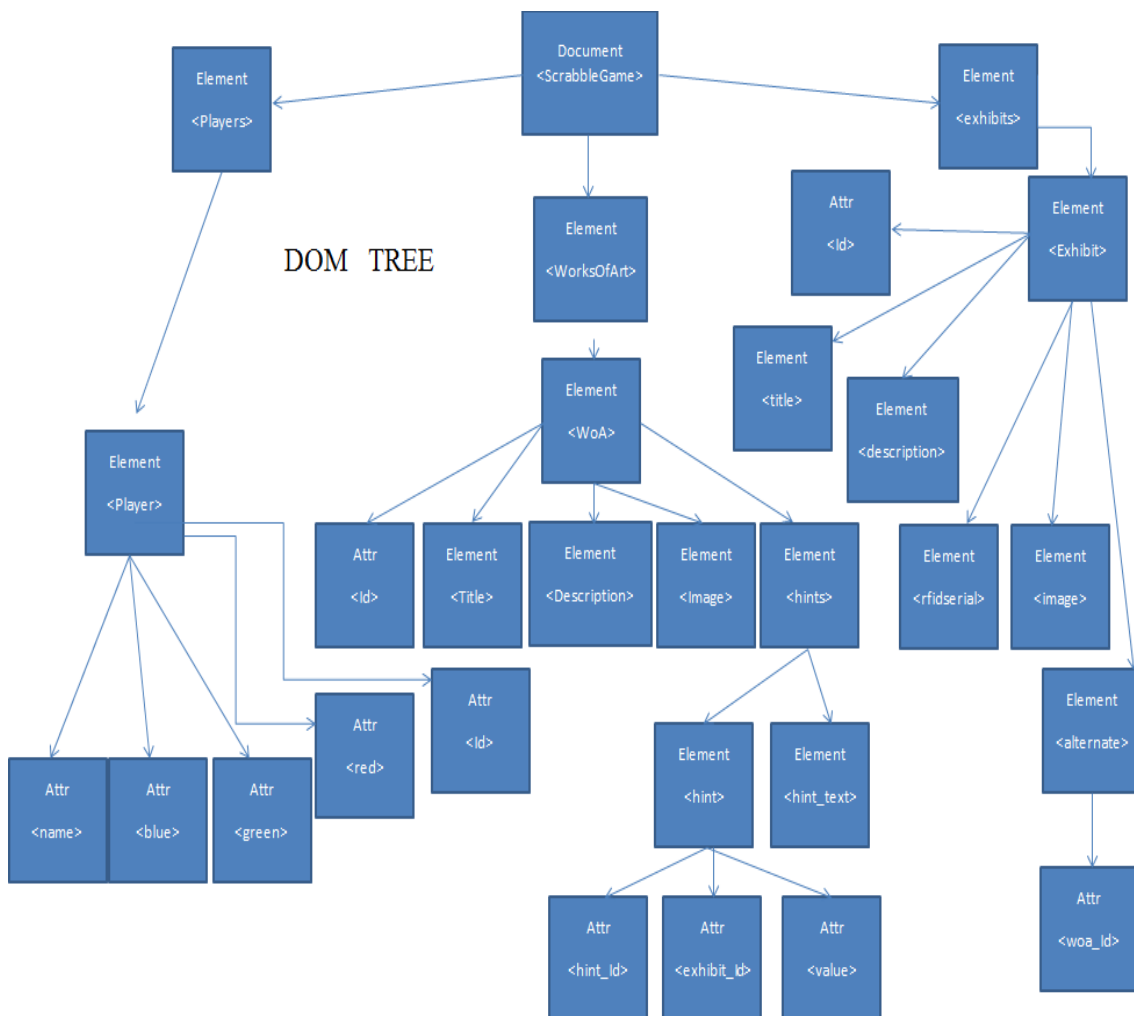 Document
<ScrabbleGame>
Element
<Players>
Element
<exhibits>
Attr
<Id>
Element
<Exhibit>
Element
<WorksOfArt>
DOM TREE
Element
<title>
Element
<description>
Element
<WoA>
Element
<Player>
Attr
<Id>
Element
<Title>
Element
<Description>
Element
<Image>
Element
<hints>
Element
<rfidserial>
Element
<image>
Attr
<name>
Attr
<blue>
Attr
<green>
Attr
<red>
Attr
<Id>
Element
<hint>
Element
<hint_text>
Element
<alternate>
Attr
<hint_Id>
Attr
<exhibit_Id>
Attr
<value>
Attr
<woa_Id>